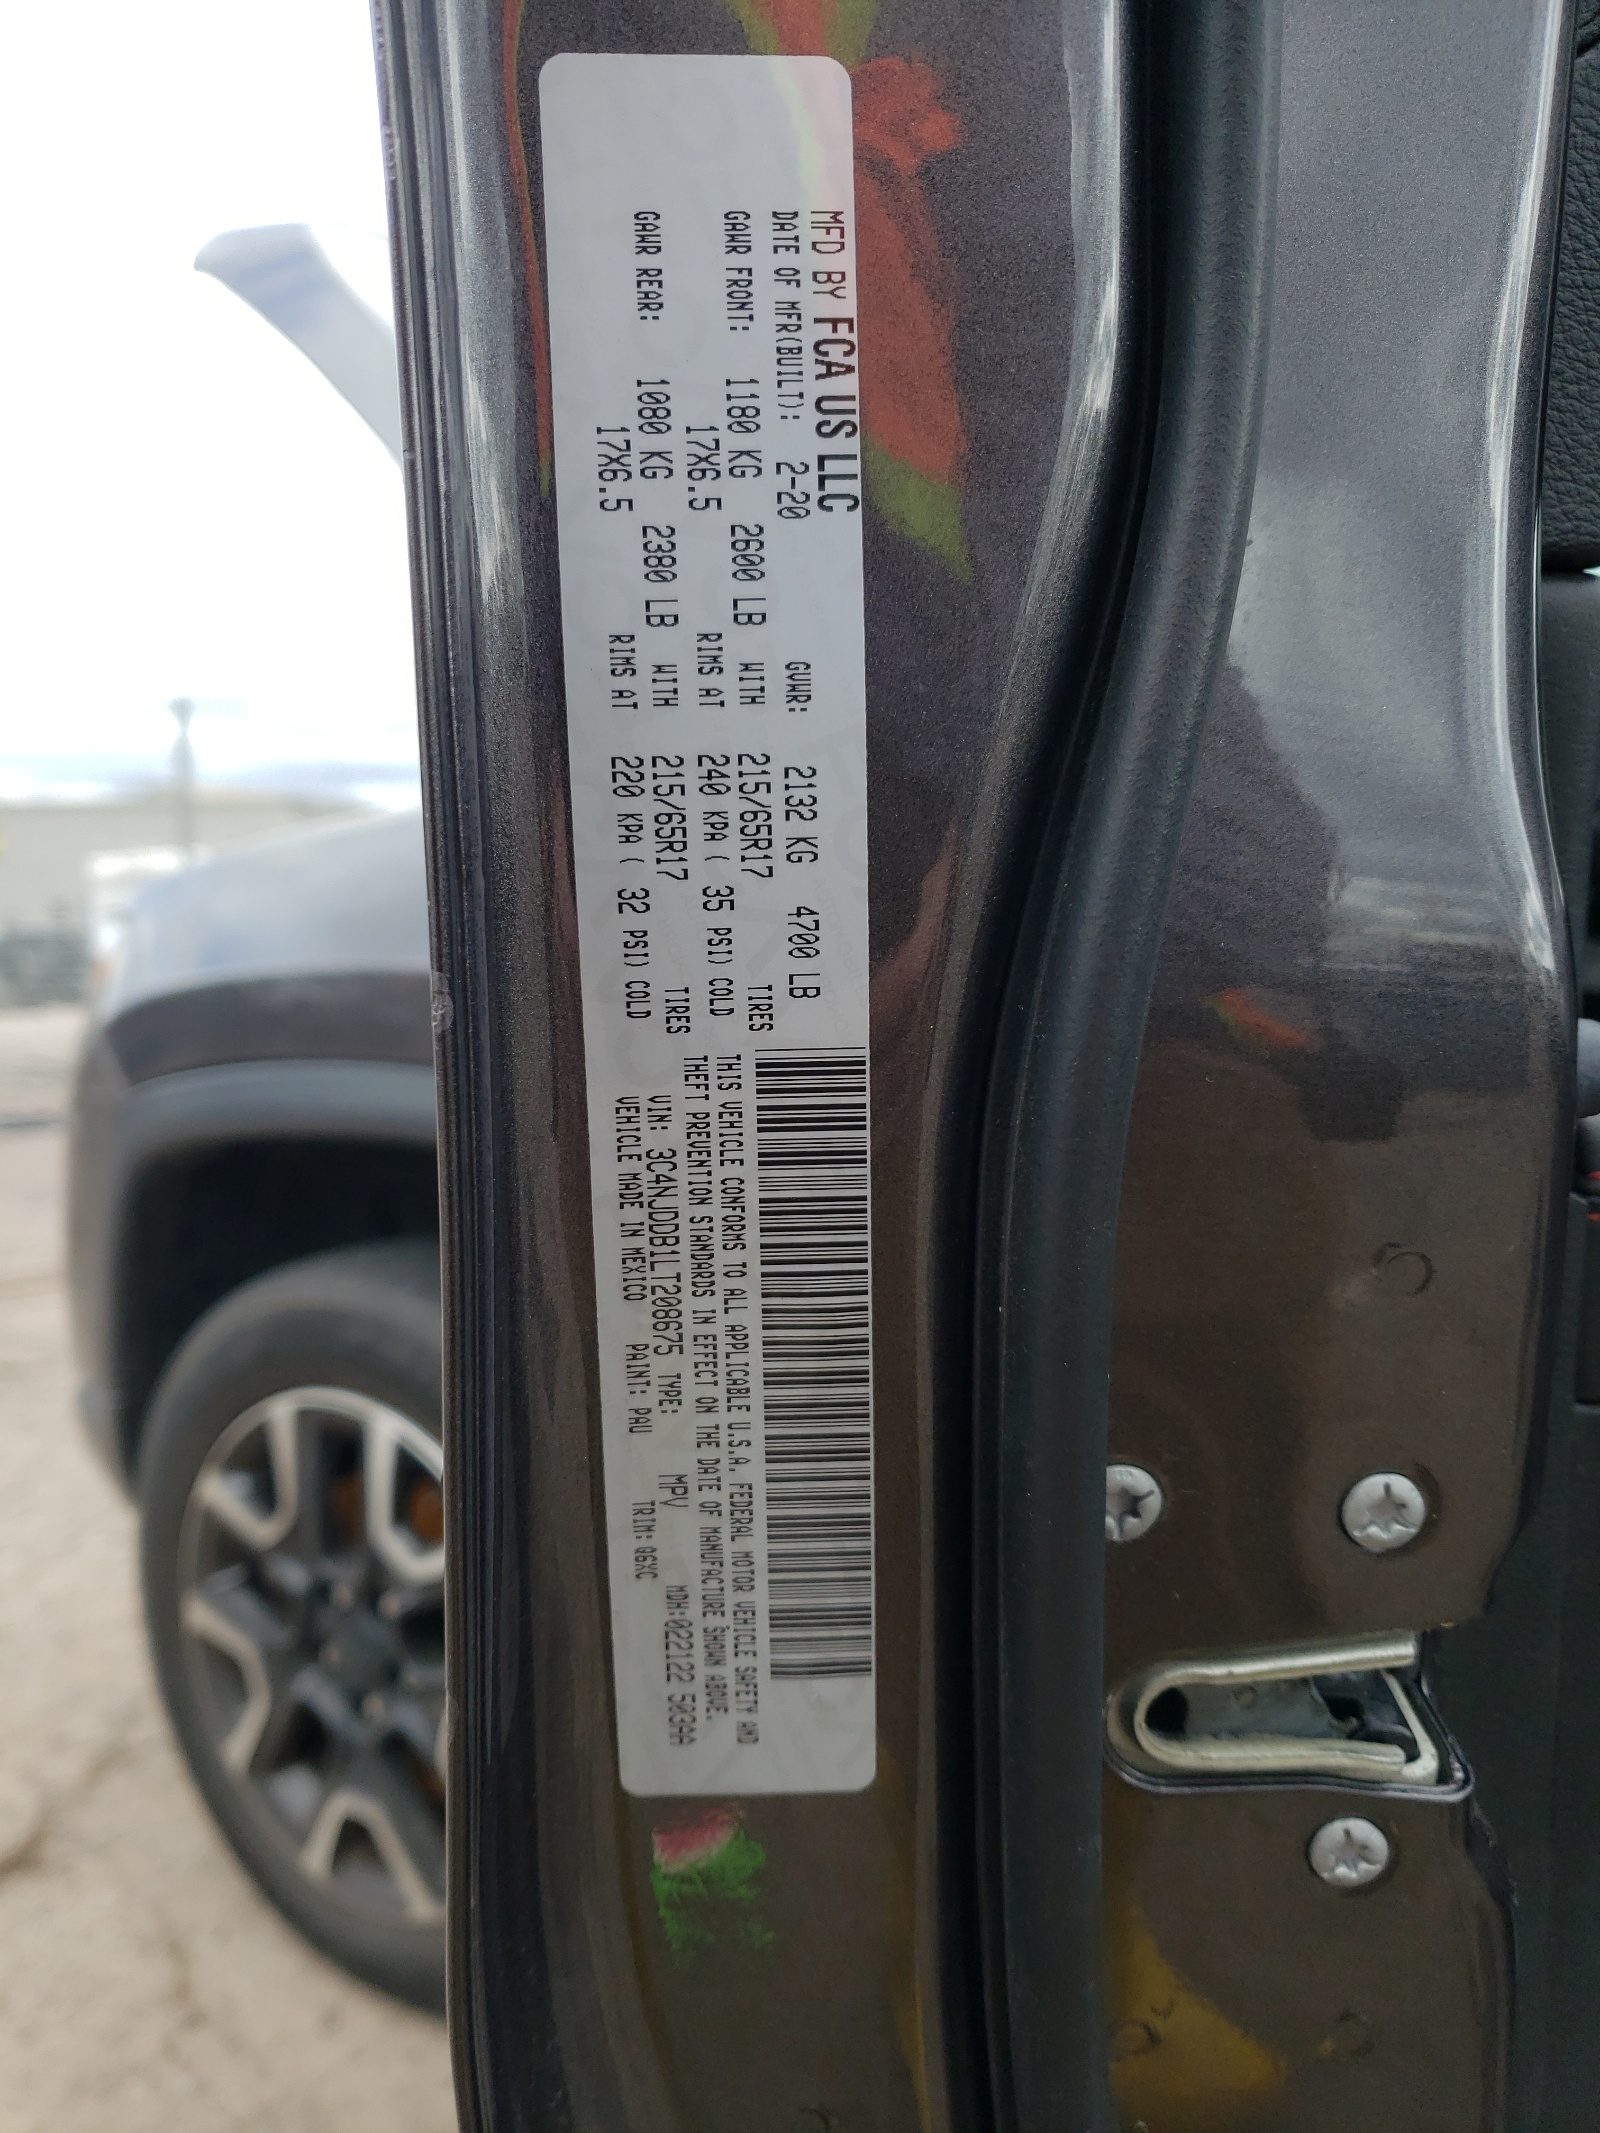 MFD BY FCA US LLC
DATE OF MFR(BUILT): 2-20 GVWR: 2132 KG 4700 LB
GAWR FRONT: 1180 KG 2600 LB WITH 215/65R17 TIRES
17X6.5 RIMS AT 240 KPA ( 35 PSI) COLD
GAWR REAR: 1080 KG 2380 LB WITH 215/65R17 TIRES
17X6.5 RIMS AT 220 KPA ( 32 PSI) COLD
THIS VEHICLE CONFORMS TO ALL APPLICABLE U.S.A. FEDERAL MOTOR VEHICLE SAFETY AND
THEFT PREVENTION STANDARDS IN EFFECT ON THE DATE OF MANUFACTURE SHOWN ABOVE.
VIN: 3C4NJDDB1LT208675 TYPE: MPV MDH:022122 503AA
VEHICLE MADE IN MEXICO PAINT: PAU TRIM: Q6XC